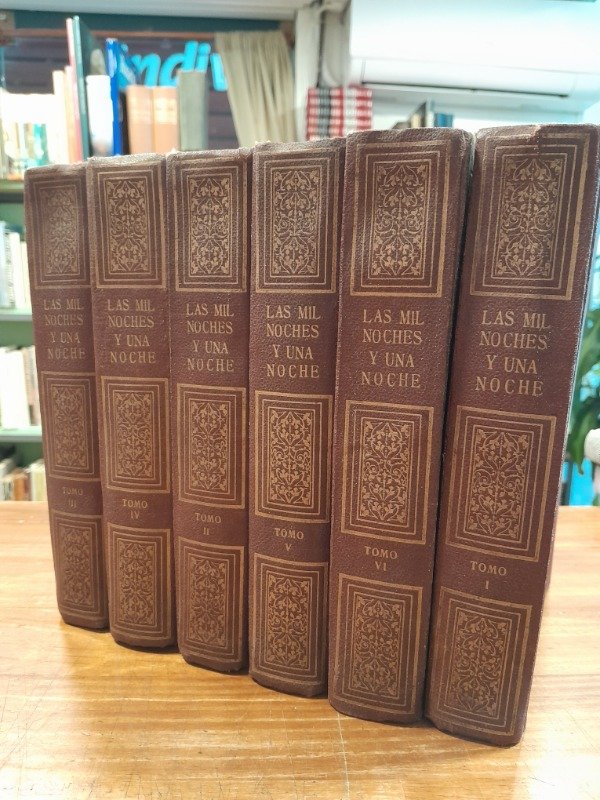 ndiv
LAS MIL
NOCHES
Y UNA
NOCHE
TOMO
III
LAS MIL
NOCHES
Y UNA
NOCHE
TOMO
IV
LAS MIL
NOCHES
Y UNA
NOCHE
TOMO
II
LAS MIL
NOCHES
Y UNA
NOCHE
TOMO
V
LAS MIL
NOCHES
Y UNA
NOCHE
TOMO
VI
LAS MIL
NOCHES
Y UNA
NOCHE
TOMO
I